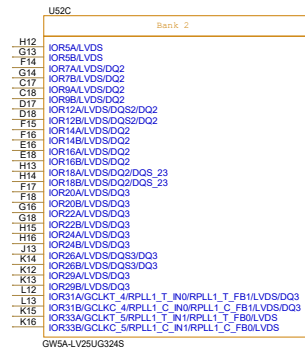 U52C
Bank 2
H12 IOR5A/LVDS
G13 IOR5B/LVDS
F14 IOR7A/LVDS/DQ2
G14 IOR7B/LVDS/DQ2
C17 IOR9A/LVDS/DQ2
C18 IOR9B/LVDS/DQ2
D17 IOR12A/LVDS/DQS2/DQ2
D18 IOR12B/LVDS/DQS2/DQ2
F15 IOR14A/LVDS/DQ2
F16 IOR14B/LVDS/DQ2
E16 IOR16A/LVDS/DQ2
E18 IOR16B/LVDS/DQ2
H13 IOR18A/LVDS/DQ2/DQS_23
H14 IOR18B/LVDS/DQ2/DQS_23
F17 IOR20A/LVDS/DQ3
F18 IOR20B/LVDS/DQ3
G16 IOR22A/LVDS/DQ3
G18 IOR22B/LVDS/DQ3
H15 IOR24A/LVDS/DQ3
H16 IOR24B/LVDS/DQ3
J13 IOR26A/LVDS/DQS3/DQ3
K14 IOR26B/LVDS/DQS3/DQ3
K12 IOR29A/LVDS/DQ3
K13 IOR29B/LVDS/DQ3
L12 IOR31A/GCLKT_4/RPLL1_T_IN0/RPLL1_T_FB1/LVDS/DQ3
L13 IOR31B/GCLKC_4/RPLL1_C_IN0/RPLL1_C_FB1/LVDS/DQ3
K15 IOR33A/GCLKT_5/RPLL1_T_IN1/RPLL1_T_FB0/LVDS
K16 IOR33B/GCLKC_5/RPLL1_C_IN1/RPLL1_C_FB0/LVDS
GW5A-LV25UG324S